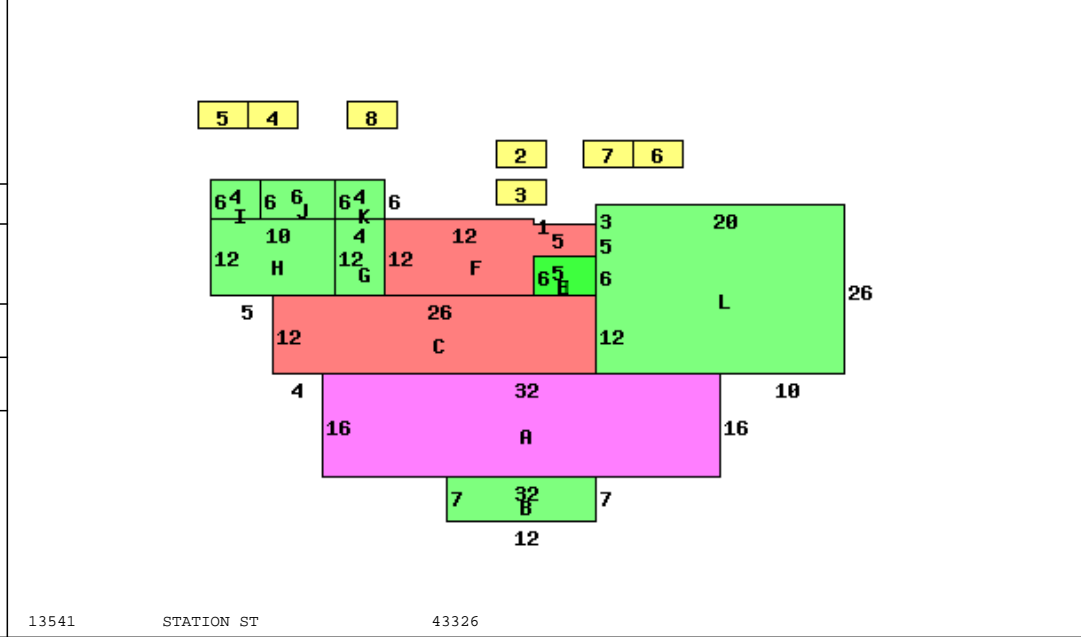 5 4 8
2 7 6
3
6 4 I 6 6 J 6 4 K 6
10 4 12 1 5 3 20
12 H 12 G 12 F 5
6 5 E 6 L 26
5 26
12 C 12
4 32 10
16 A 16
7 32 B 7
12
13541 STATION ST 43326